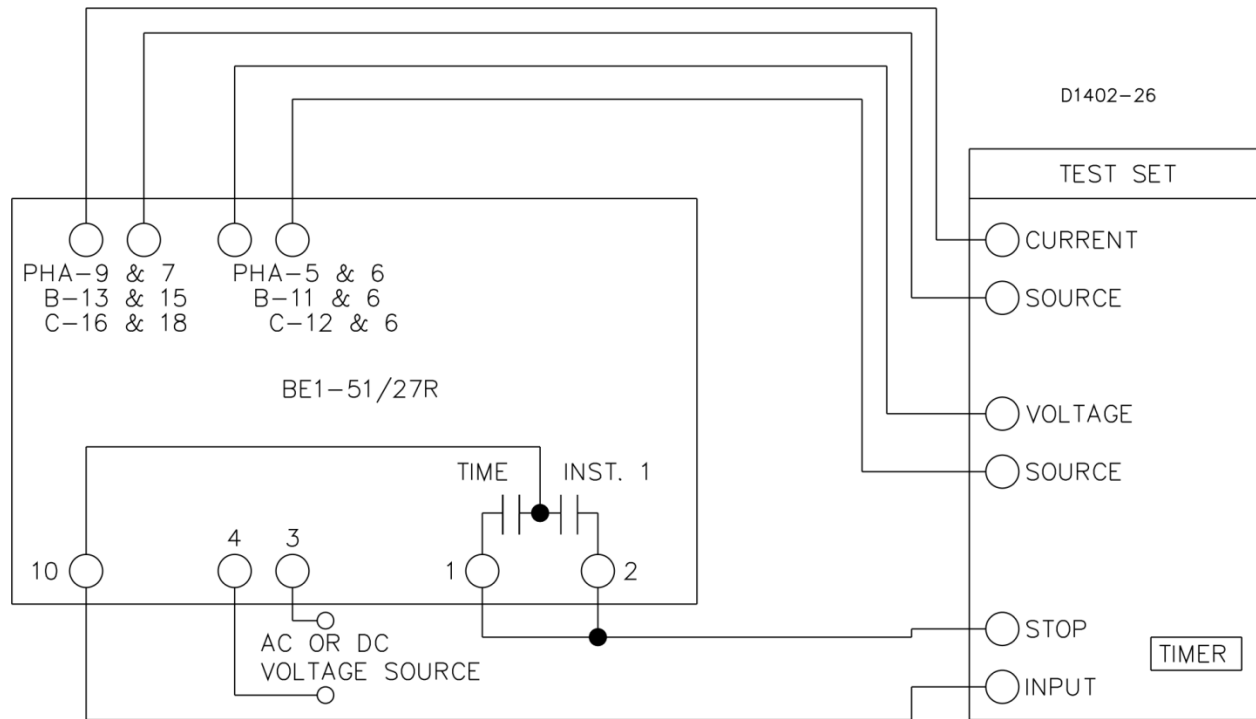 D1402-26
TEST SET
CURRENT
SOURCE
VOLTAGE
SOURCE
STOP
INPUT
TIMER
PHA-9 & 7
B-13 & 15
C-16 & 18
PHA-5 & 6
B-11 & 6
C-12 & 6
BE1-51/27R
TIME
INST. 1
10
4
3
1
2
AC OR DC
VOLTAGE SOURCE